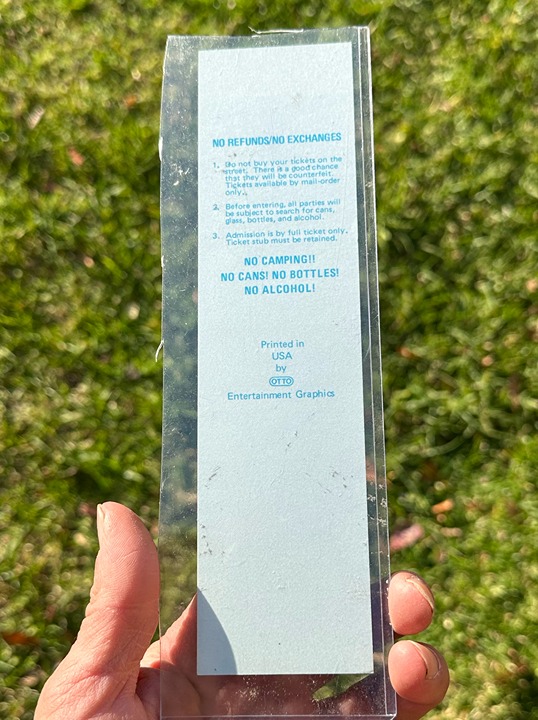 NO REFUNDS/NO EXCHANGES
1. Do not buy your tickets on the
street. There is a good chance
that they will be counterfeit.
Tickets available by mail-order
only.
2. Before entering, all parties will
be subject to search for cans,
glass, bottles, and alcohol.
3. Admission is by full ticket only.
Ticket stub must be retained.
NO CAMPING!!
NO CANS! NO BOTTLES!
NO ALCOHOL!
Printed in
USA
by
OTTO
Entertainment Graphics